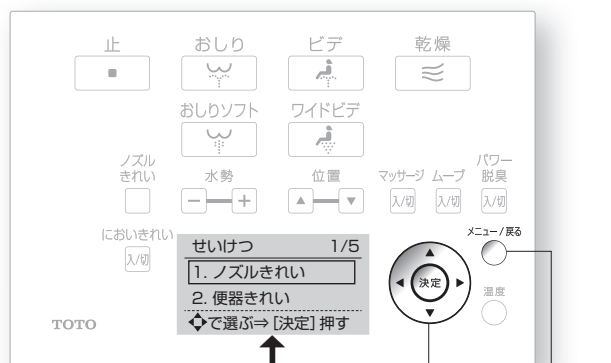 止 おしり ビデ 乾燥
おしりソフト ワイドビデ
ノズル
きれい
水勢 位置 マッサージ ムーブ
パワー
脱臭
入/切 入/切 入/切
においきれい
入/切
メニュー/戻る
せいけつ 1/5
1. ノズルきれい
2. 便器きれい
で選ぶ⇒[決定]押す
決定
温度
TOTO